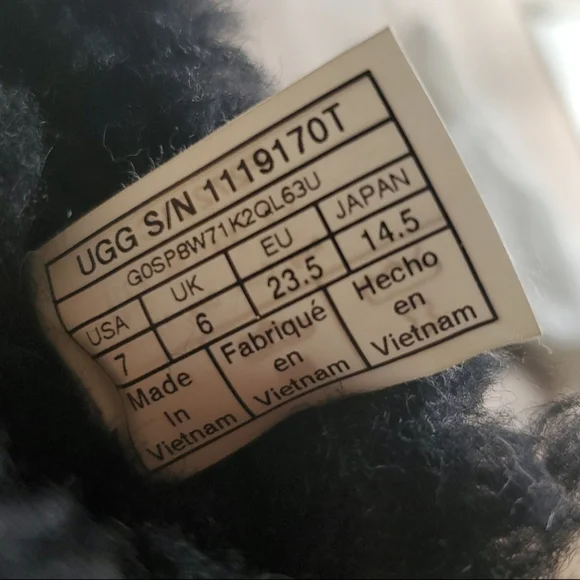 UGG S/N 1119170T
G0SP8W71K2QL63U
USA UK EU JAPAN
7 6 23.5 14.5
Made In Vietnam
Fabriqué en Vietnam
Hecho en Vietnam